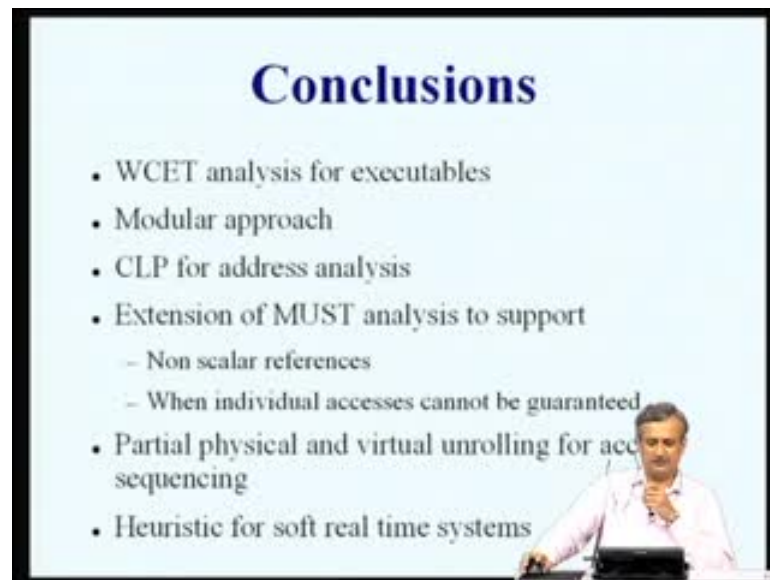 Conclusions
• WCET analysis for executables
• Modular approach
• CLP for address analysis
• Extension of MUST analysis to support
– Non scalar references
– When individual accesses cannot be guaranteed
• Partial physical and virtual unrolling for
sequencing
• Heuristic for soft real time systems